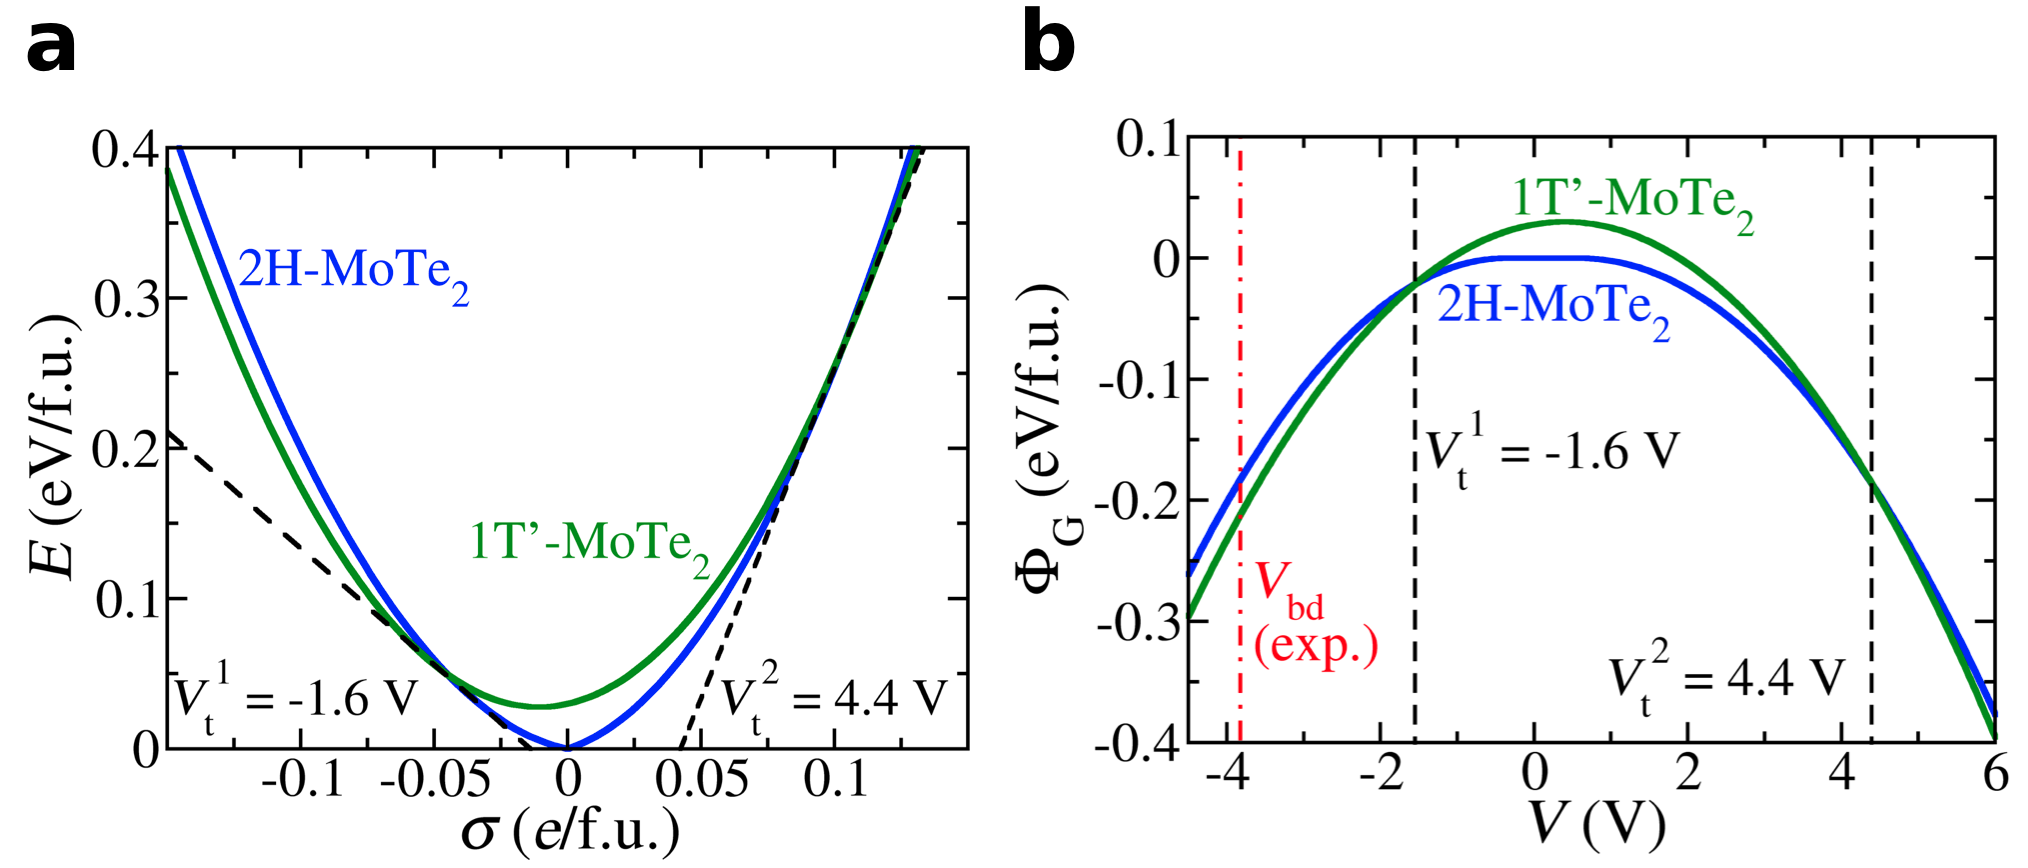 a
0.4
0.3
0.2
0.1
0
E (eV/f.u.)
2H-MoTe2
1T’-MoTe2
Vt1 = -1.6 V
Vt2 = 4.4 V
-0.1 -0.05 0 0.05 0.1
σ (e/f.u.)
b
0.1
0
-0.1
-0.2
-0.3
-0.4
ΦG (eV/f.u.)
1T’-MoTe2
2H-MoTe2
Vt1 = -1.6 V
Vbd
(exp.)
Vt2 = 4.4 V
-4 -2 0 2 4 6
V (V)